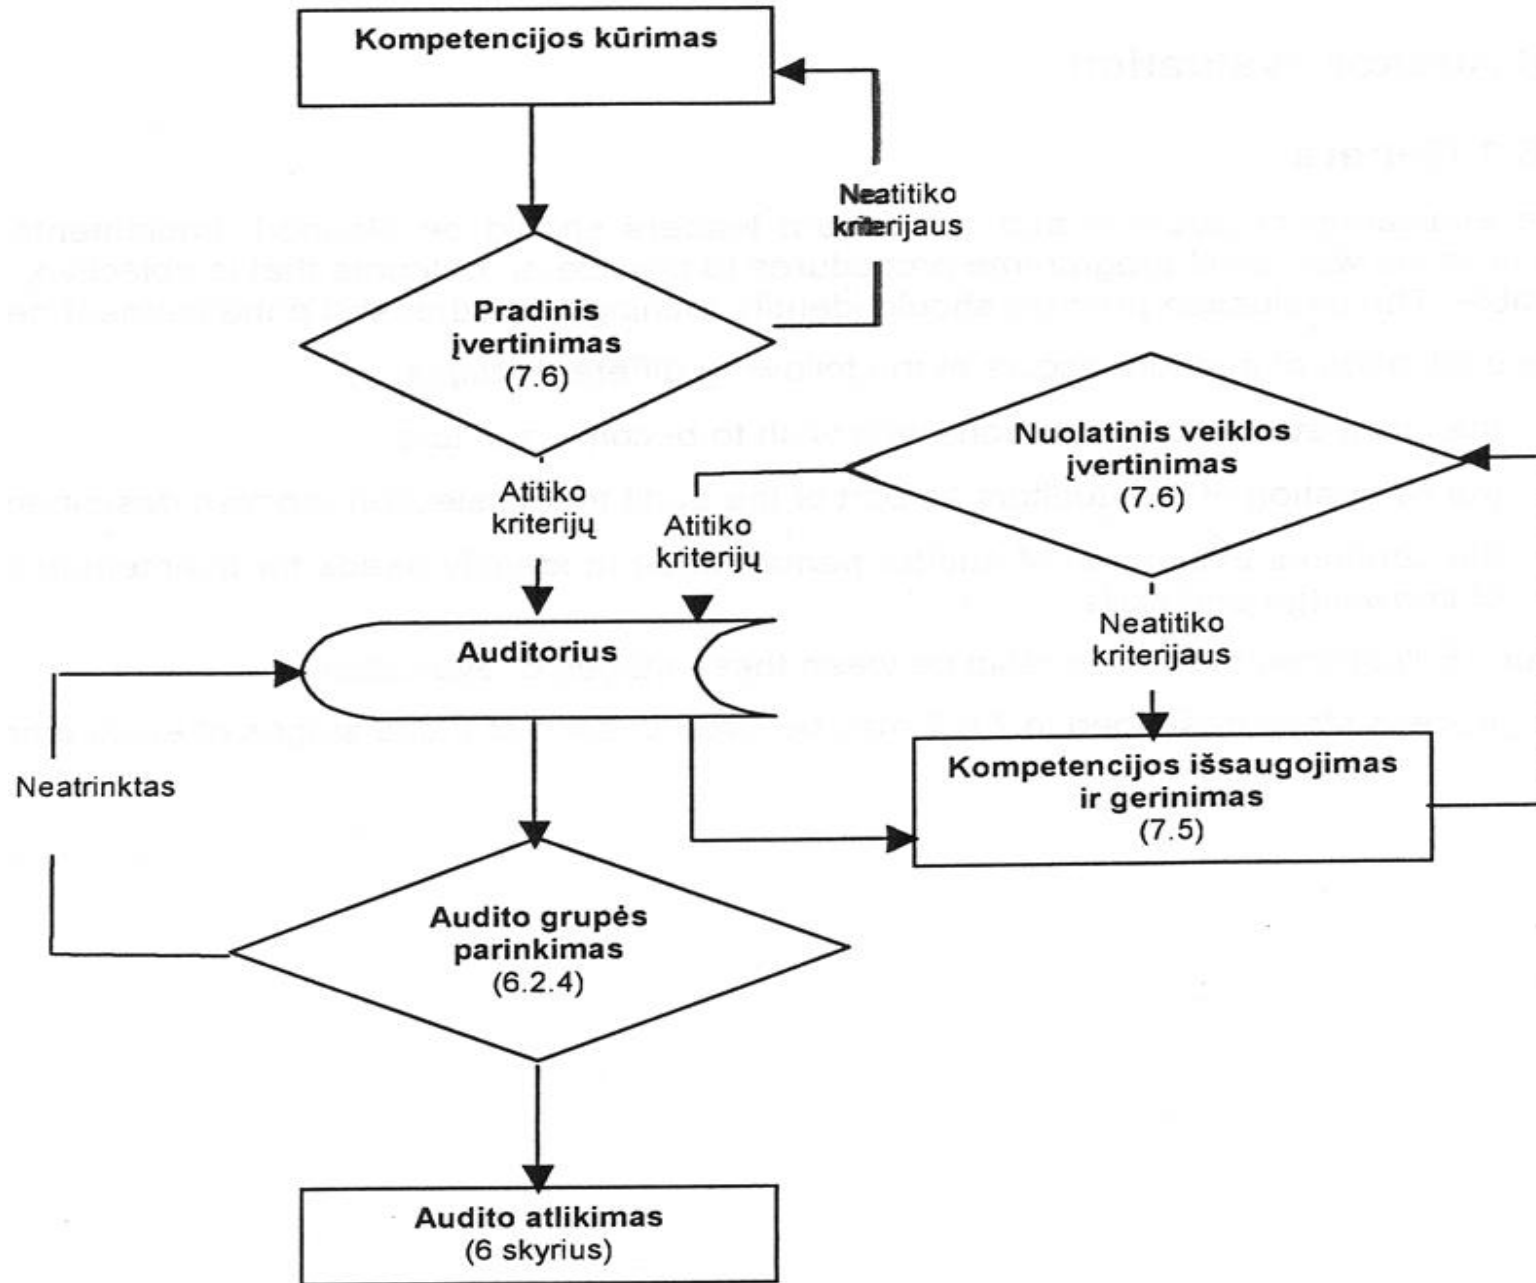 Kompetencijos kūrimas
Neatitiko
kriterijaus
Pradinis
įvertinimas
(7.6)
Atitiko
kriterijų
Nuolatinis veiklos
įvertinimas
(7.6)
Atitiko
kriterijų
Neatitiko
kriterijaus
Auditorius
Neatrinktas
Kompetencijos išsaugojimas
ir gerinimas
(7.5)
Audito grupės
parinkimas
(6.2.4)
Audito atlikimas
(6 skyrius)